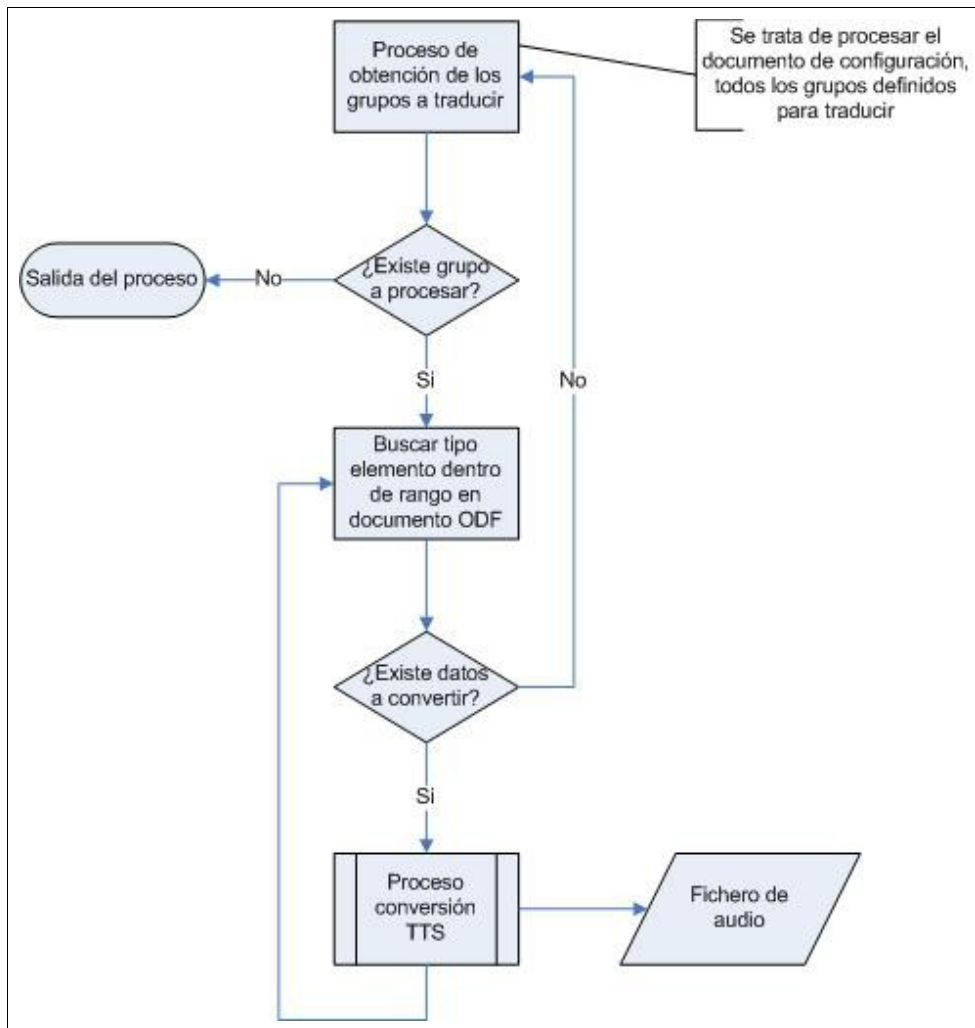 Proceso de
obtención de los
grupos a traducir
Se trata de procesar el
documento de configuración,
todos los grupos definidos
para traducir
¿Existe grupo
a procesar?
No
Salida del proceso
Si
No
Buscar tipo
elemento dentro
de rango en
documento ODF
¿Existe datos
a convertir?
Si
Proceso
conversión
TTS
Fichero de
audio